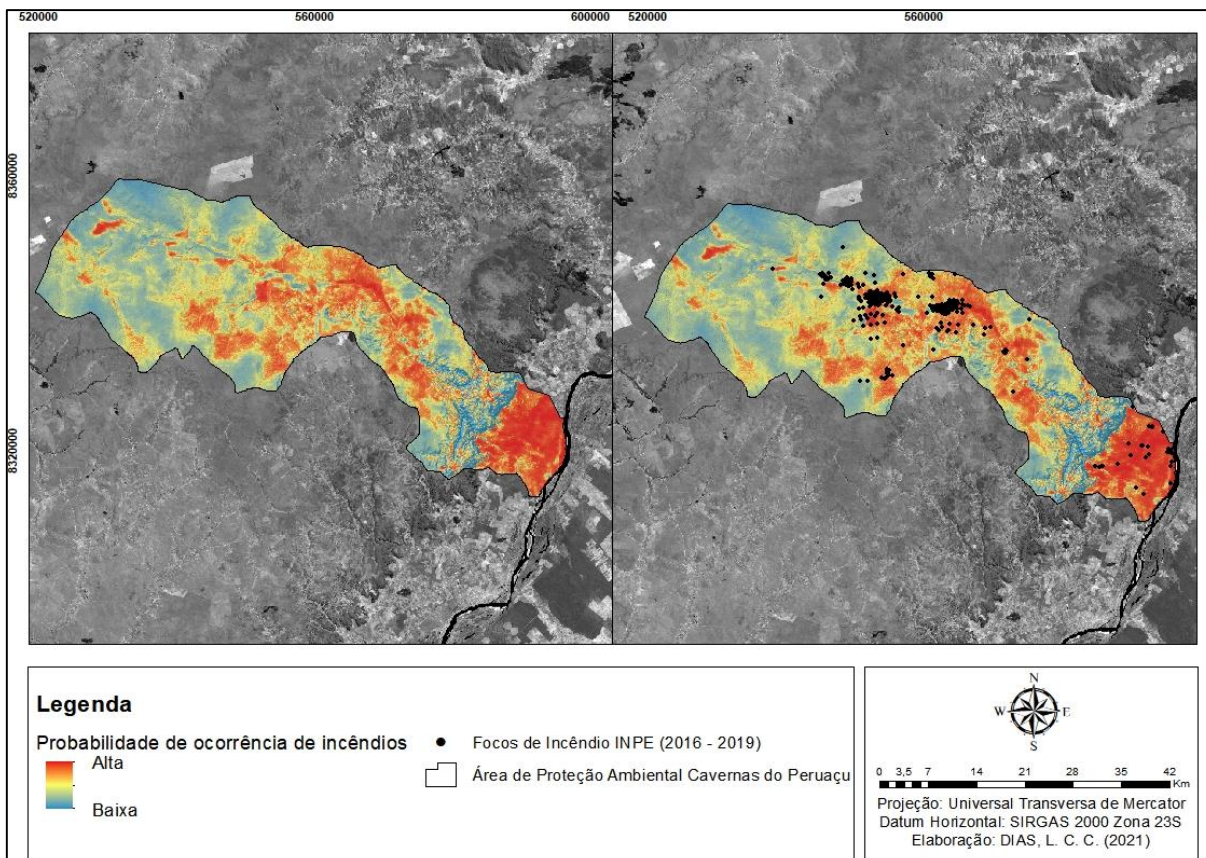 520000 560000 600000 520000 560000
8360000
8320000
Legenda
Probabilidade de ocorrência de incêndios
Alta
Baixa
Focos de Incêndio INPE (2016 - 2019)
Área de Proteção Ambiental Cavernas do Peruaçu
N
W E
S
0 3,5 7 14 21 28 35 42
Km
Projeção: Universal Transversa de Mercator
Datum Horizontal: SIRGAS 2000 Zona 23S
Elaboração: DIAS, L. C. C. (2021)